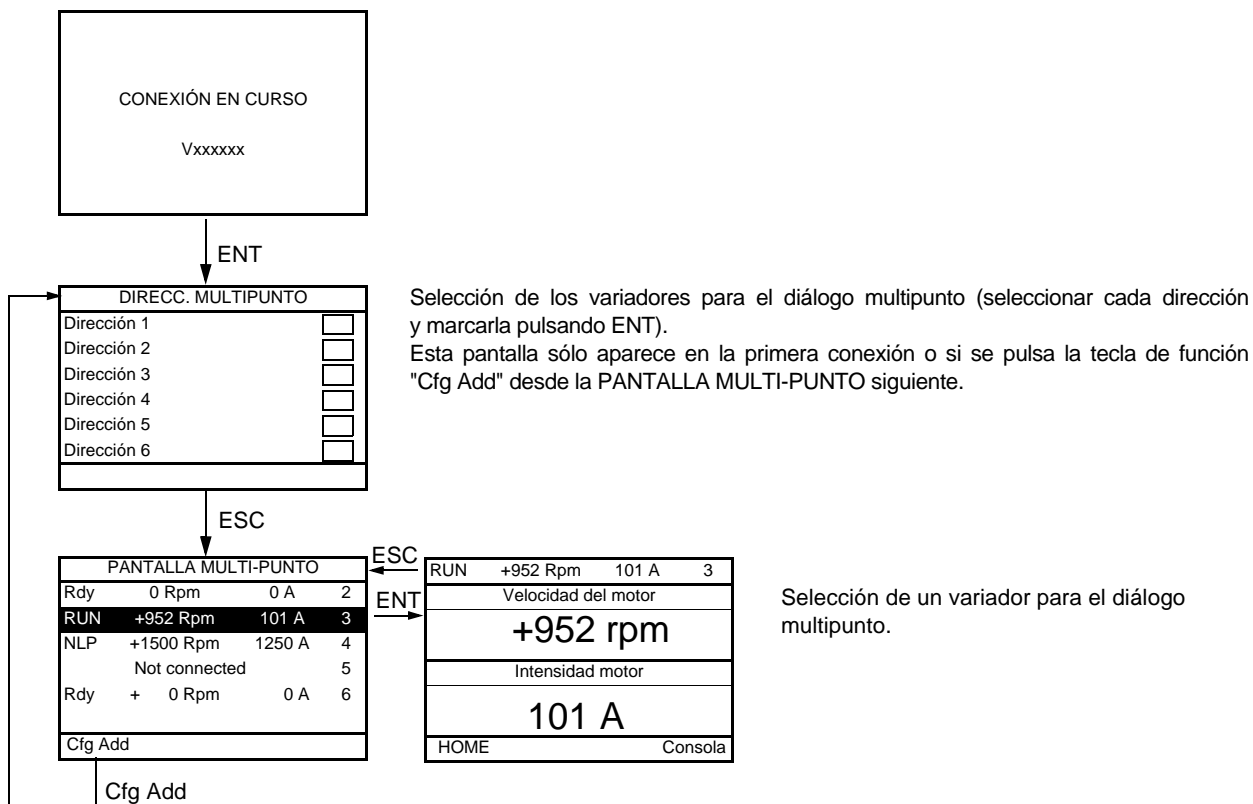 CONEXIÓN EN CURSO
Vxxxxxx
ENT
DIRECC. MULTIPUNTO
Dirección 1
Dirección 2
Dirección 3
Dirección 4
Dirección 5
Dirección 6
Selección de los variadores para el diálogo multipunto (seleccionar cada dirección
y marcarla pulsando ENT).
Esta pantalla sólo aparece en la primera conexión o si se pulsa la tecla de función
"Cfg Add" desde la PANTALLA MULTI-PUNTO siguiente.
ESC
PANTALLA MULTI-PUNTO
Rdy 0 Rpm 0 A 2
RUN +952 Rpm 101 A 3
NLP +1500 Rpm 1250 A 4
Not connected 5
Rdy + 0 Rpm 0 A 6
Cfg Add
ESC
ENT
RUN +952 Rpm 101 A 3
Velocidad del motor
+952 rpm
Intensidad motor
101 A
HOME Consola
Selección de un variador para el diálogo
multipunto.
Cfg Add